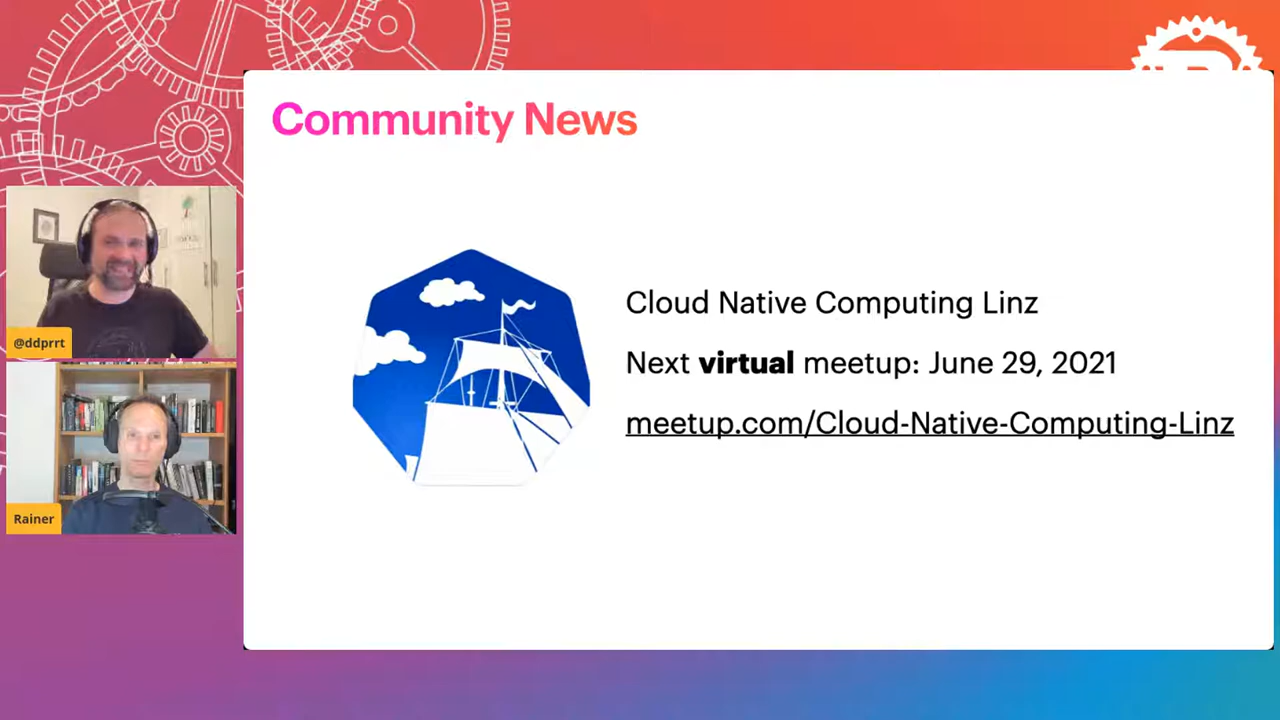 Community News
@ddprrt
Rainer
Cloud Native Computing Linz
Next virtual meetup: June 29, 2021
meetup.com/Cloud-Native-Computing-Linz